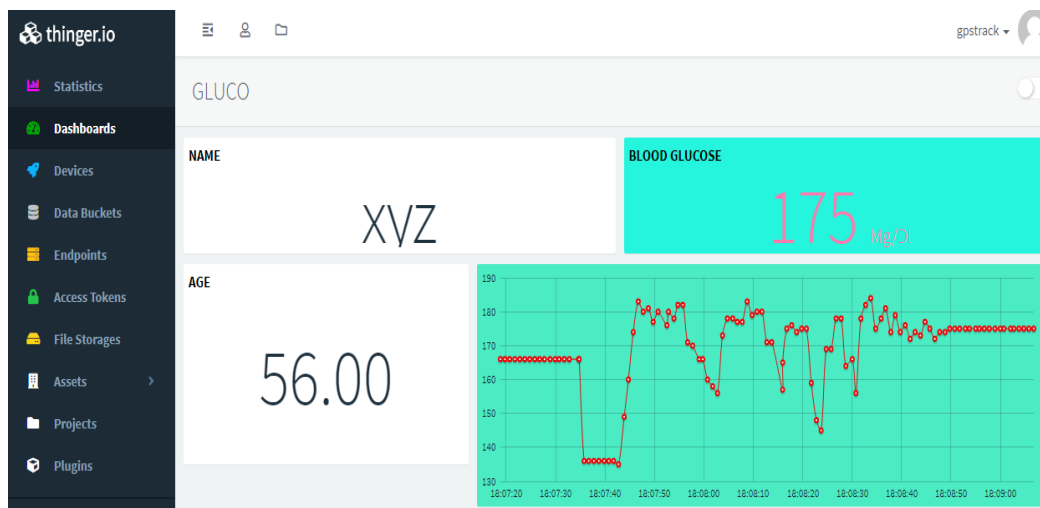 thinger.io
gpstrack
Statistics
GLUCO
Dashboards
NAME
BLOOD GLUCOSE
Devices
Data Buckets
XYZ
175 Mg/Dl
Endpoints
AGE
Access Tokens
File Storages
Assets
56.00
Projects
Plugins
190
180
170
160
150
140
130
18:07:20 18:07:30 18:07:40 18:07:50 18:08:00 18:08:10 18:08:20 18:08:30 18:08:40 18:08:50 18:09:00